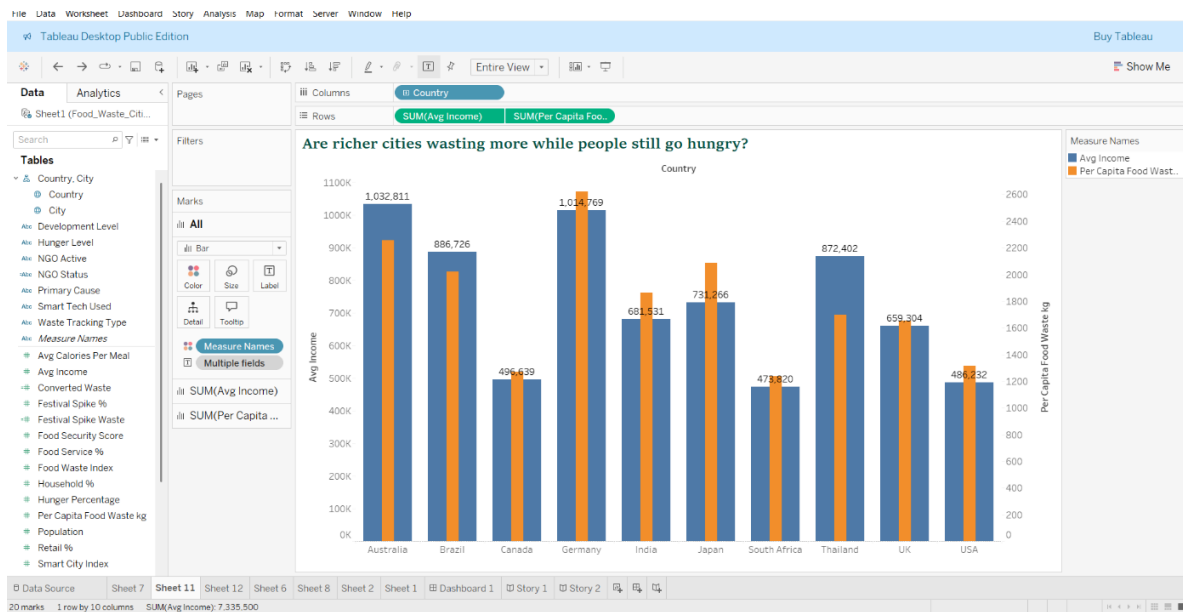 File Data Worksheet Dashboard Story Analysis Map Format Server Window Help
Tableau Desktop Public Edition
Buy Tableau
Entire View
Show Me
Data Analytics
Sheet1 (Food_Waste_Citi...
Search
Tables
Country, City
Country
City
Abc Development Level
Abc Hunger Level
Abc NGO Active
=Abc NGO Status
Abc Primary Cause
Abc Smart Tech Used
Abc Waste Tracking Type
Abc Measure Names
# Avg Calories Per Meal
# Avg Income
=# Converted Waste
# Festival Spike %
=# Festival Spike Waste
# Food Security Score
# Food Service %
# Food Waste Index
# Household %
# Hunger Percentage
# Per Capita Food Waste kg
# Population
# Retail %
# Smart City Index
Pages
Filters
Marks
All
Bar
Color Size Label
Detail Tooltip
Measure Names
Multiple fields
SUM(Avg Income)
SUM(Per Capita ...
Columns
Country
Rows
SUM(Avg Income) SUM(Per Capita Foo..
Are richer cities wasting more while people still go hungry?
Country
1100K
1000K
900K
800K
700K
600K
500K
400K
300K
200K
100K
0K
Avg Income
1,032,811
886,726
496,639
1,014,769
681,531
731,266
473,820
872,402
659,304
486,232
2600
2400
2200
2000
1800
1600
1400
1200
1000
800
600
400
200
0
Per Capita Food Waste kg
Australia Brazil Canada Germany India Japan South Africa Thailand UK USA
Measure Names
Avg Income
Per Capita Food Wast..
Data Source Sheet 7 Sheet 11 Sheet 12 Sheet 6 Sheet 8 Sheet 2 Sheet 1 Dashboard 1 Story 1 Story 2
20 marks 1 row by 10 columns SUM(Avg Income): 7,335.500